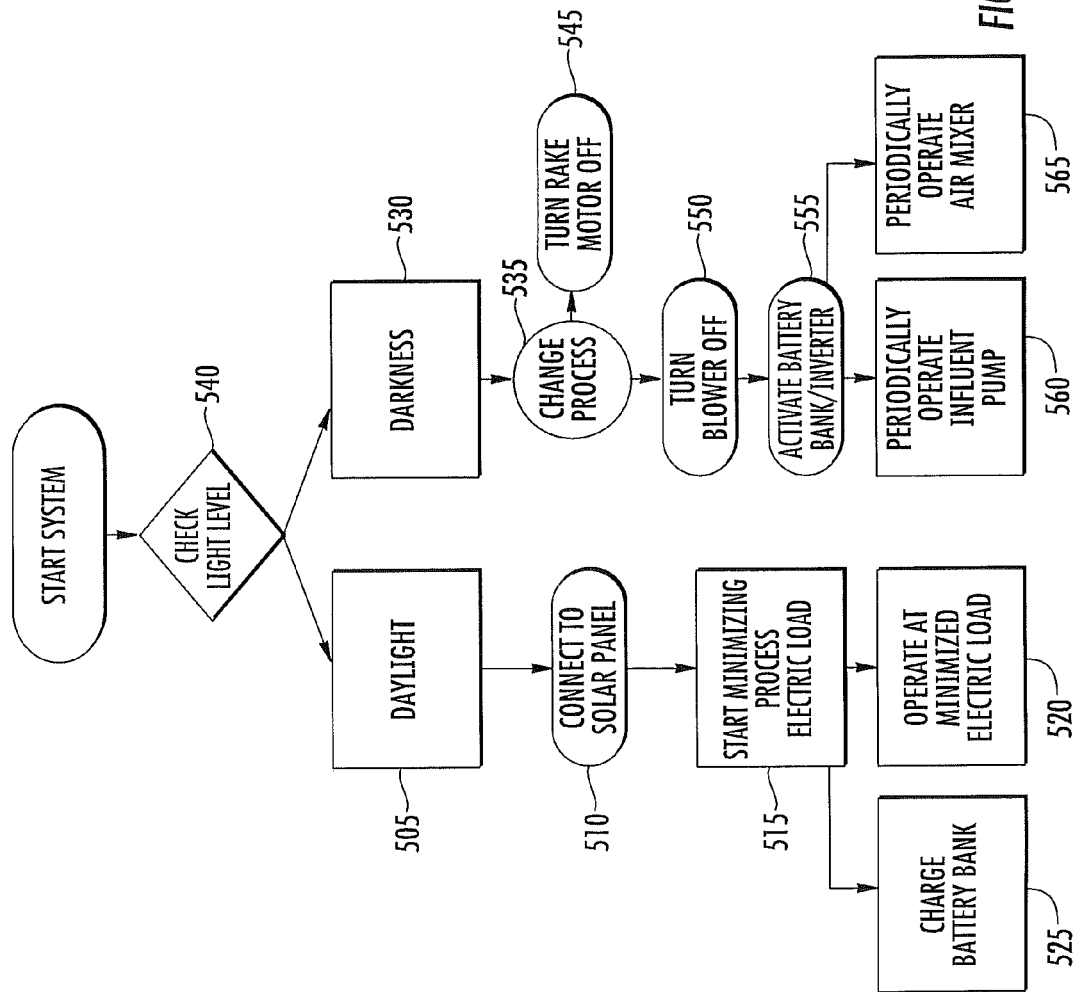 START SYSTEM
CHECK
LIGHT LEVEL
540
DAYLIGHT
505
DARKNESS
530
CONNECT TO
SOLAR PANEL
510
CHANGE
PROCESS
535
TURN RAKE
MOTOR OFF
545
START MINIMIZING
PROCESS
ELECTRIC LOAD
515
TURN
BLOWER OFF
550
ACTIVATE BATTERY
BANK/INVERTER
555
CHARGE
BATTERY BANK
525
OPERATE AT
MINIMIZED
ELECTRIC LOAD
520
PERIODICALLY
OPERATE
INFLUENT
PUMP
560
PERIODICALLY
OPERATE
AIR MIXER
565